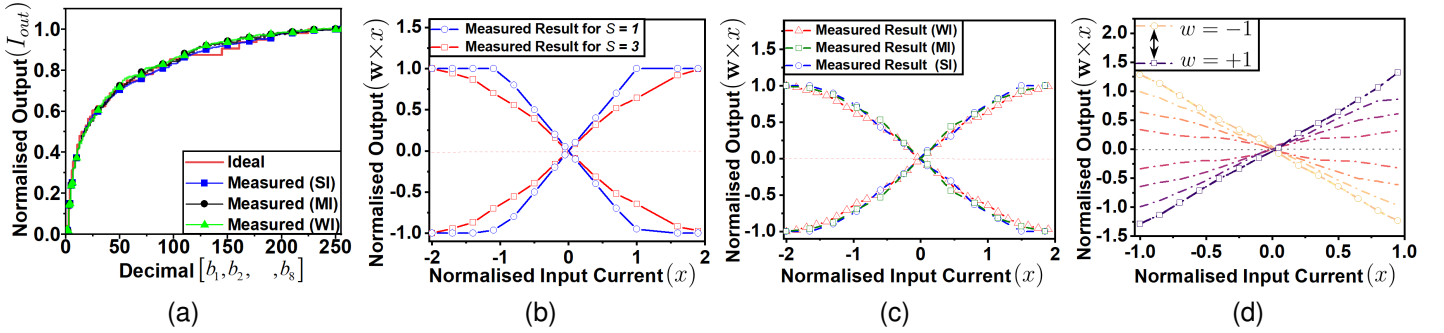 Normalised Output(I_out)
1.0
0.8
0.6
0.4
0.2
0.0
Ideal
Measured (SI)
Measured (MI)
Measured (WI)
0 50 100 150 200 250
Decimal [b₁,b₂, ,b₈]
(a)
Normalised Output(w×x)
1.5
1.0
0.5
0.0
-0.5
-1.0
Measured Result for S = 1
Measured Result for S = 3
-2 -1 0 1 2
Normalised Input Current(x)
(b)
Normalised Output(w×x)
1.5
1.0
0.5
0.0
-0.5
-1.0
Measured Result (WI)
Measured Result (MI)
Measured Result (SI)
-2 -1 0 1 2
Normalised Input Current(x)
(c)
Normalised Output(w×x)
2.0
1.5
1.0
0.5
0.0
-0.5
-1.0
-1.5
w = -1
w = +1
-1.0 -0.5 0.0 0.5 1.0
Normalised Input Current(x)
(d)